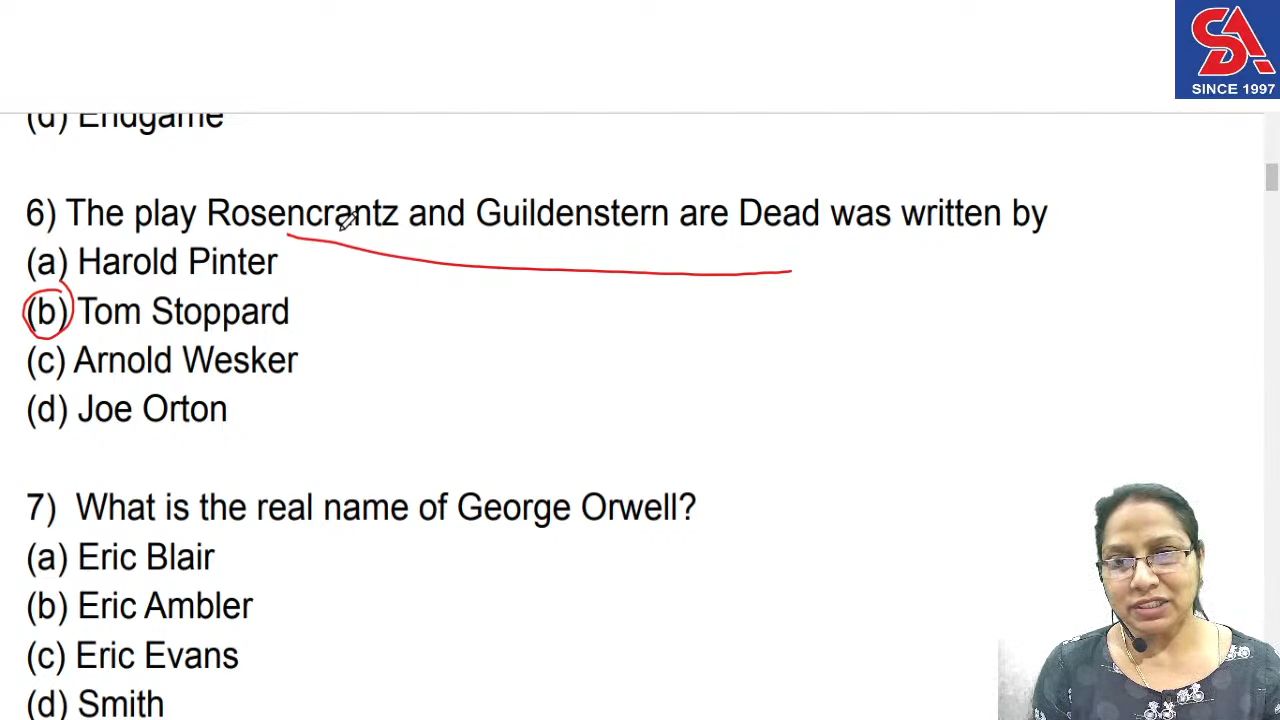 SA
SINCE 1997
(d) Endgame
6) The play Rosencrantz and Guildenstern are Dead was written by
(a) Harold Pinter
(b) Tom Stoppard
(c) Arnold Wesker
(d) Joe Orton
7) What is the real name of George Orwell?
(a) Eric Blair
(b) Eric Ambler
(c) Eric Evans
(d) Smith